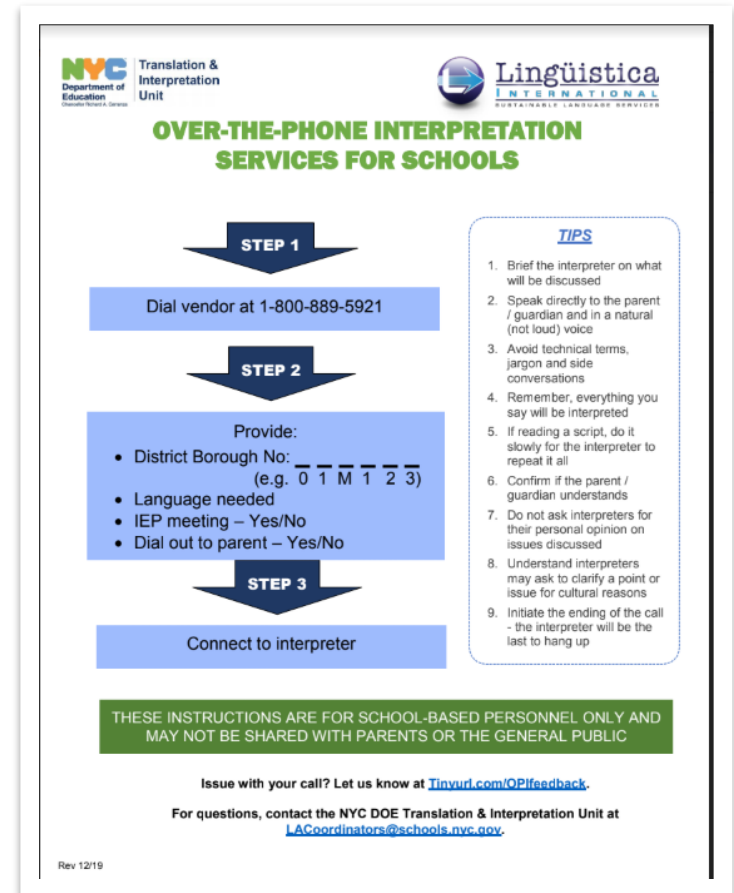 NYC
Department of
Education
Chancellor Richard A. Carranza
Translation &
Interpretation
Unit
Lingüistica
INTERNATIONAL
SUSTAINABLE LANGUAGE SERVICES
OVER-THE-PHONE INTERPRETATION
SERVICES FOR SCHOOLS
STEP 1
Dial vendor at 1-800-889-5921
STEP 2
Provide:
• District Borough No: _ _ _ _ _ _
(e.g. 0 1 M 1 2 3)
• Language needed
• IEP meeting – Yes/No
• Dial out to parent – Yes/No
STEP 3
Connect to interpreter
TIPS
1. Brief the interpreter on what
will be discussed
2. Speak directly to the parent
/ guardian and in a natural
(not loud) voice
3. Avoid technical terms,
jargon and side
conversations
4. Remember, everything you
say will be interpreted
5. If reading a script, do it
slowly for the interpreter to
repeat it all
6. Confirm if the parent /
guardian understands
7. Do not ask interpreters for
their personal opinion on
issues discussed
8. Understand interpreters
may ask to clarify a point or
issue for cultural reasons
9. Initiate the ending of the call
- the interpreter will be the
last to hang up
THESE INSTRUCTIONS ARE FOR SCHOOL-BASED PERSONNEL ONLY AND
MAY NOT BE SHARED WITH PARENTS OR THE GENERAL PUBLIC
Issue with your call? Let us know at Tinyurl.com/OPIfeedback.
For questions, contact the NYC DOE Translation & Interpretation Unit at
LACoordinators@schools.nyc.gov.
Rev 12/19